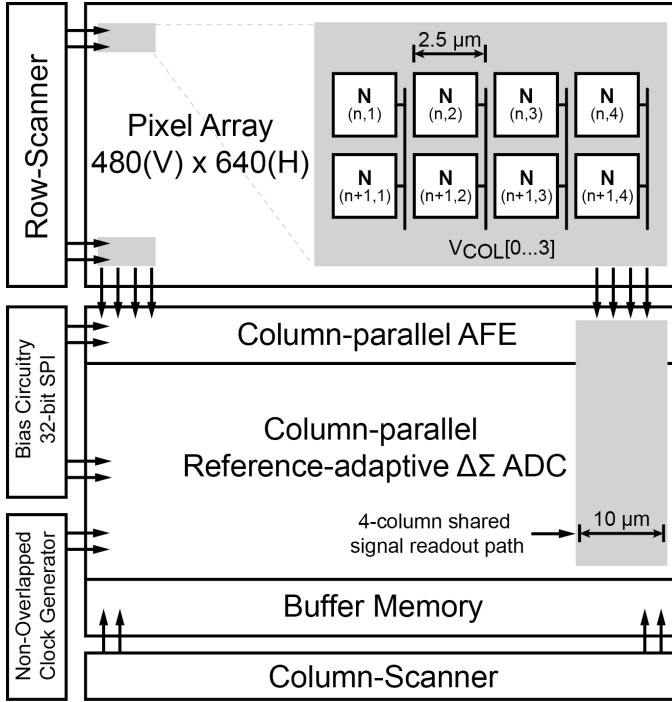 Row-Scanner
Pixel Array
480(V) x 640(H)
2.5 μm
N
(n,1)
N
(n,2)
N
(n,3)
N
(n,4)
N
(n+1,1)
N
(n+1,2)
N
(n+1,3)
N
(n+1,4)
VCOL[0...3]
Bias Circuitry
32-bit SPI
Column-parallel AFE
Column-parallel
Reference-adaptive ΔΣ ADC
4-column shared
signal readout path
10 μm
Non-Overlapped
Clock Generator
Buffer Memory
Column-Scanner